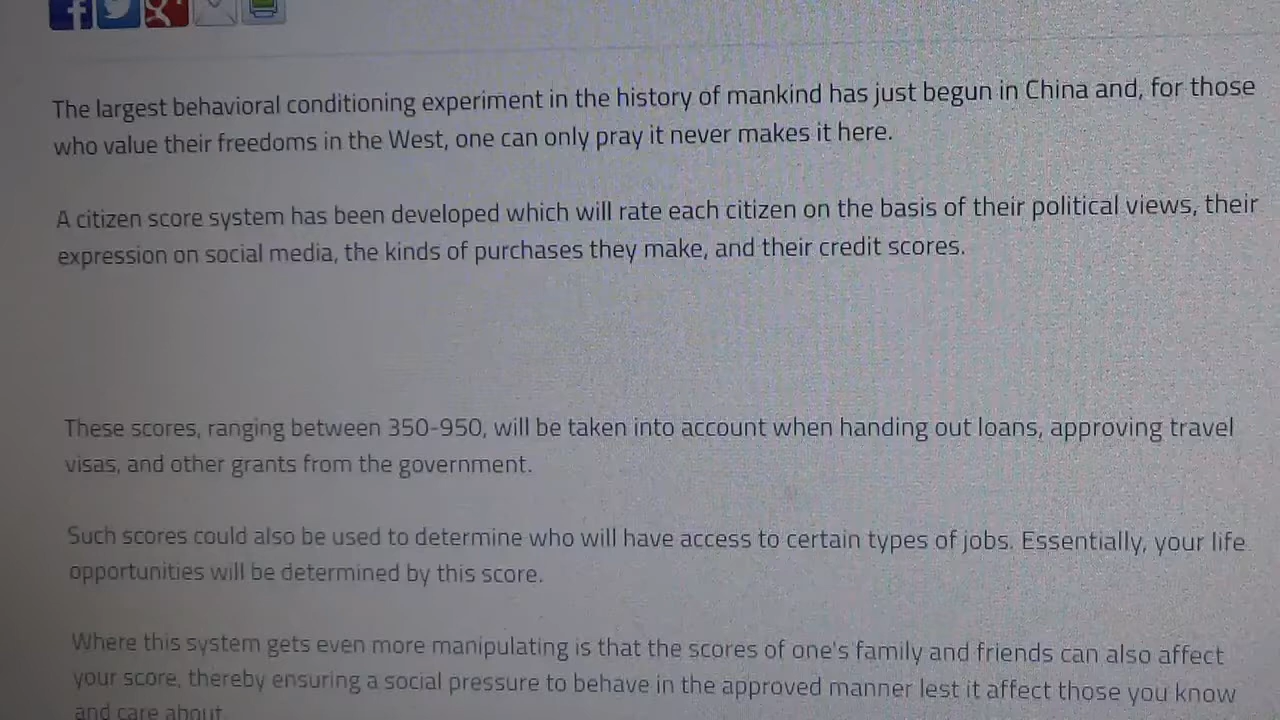 The largest behavioral conditioning experiment in the history of mankind has just begun in China and, for those
who value their freedoms in the West, one can only pray it never makes it here.
A citizen score system has been developed which will rate each citizen on the basis of their political views, their
expression on social media, the kinds of purchases they make, and their credit scores.
These scores, ranging between 350-950, will be taken into account when handing out loans, approving travel
visas, and other grants from the government.
Such scores could also be used to determine who will have access to certain types of jobs. Essentially, your life
opportunities will be determined by this score.
Where this system gets even more manipulating is that the scores of one's family and friends can also affect
your score, thereby ensuring a social pressure to behave in the approved manner lest it affect those you know
and care about